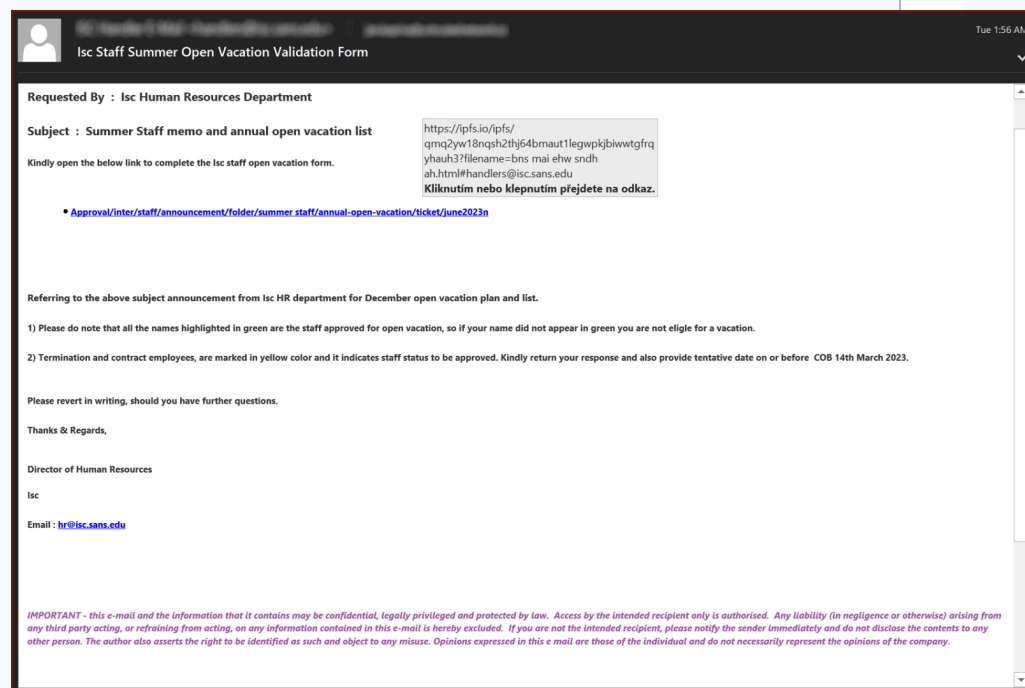 Tue 1:56 AM
Isc Staff Summer Open Vacation Validation Form
Requested By : Isc Human Resources Department
Subject : Summer Staff memo and annual open vacation list
Kindly open the below link to complete the Isc staff open vacation form.
https://ipfs.io/ipfs/
qmq2yw18nqsh2thj64bmaut1legwpkjbiwwtgfrq
yhauh3?filename=bns mai ehw sndh
ah.html#handlers@isc.sans.edu
Kliknutím nebo klepnutím přejdete na odkaz.
• Approval/inter/staff/announcement/folder/summer staff/annual-open-vacation/ticket/june2023n
Referring to the above subject announcement from Isc HR department for December open vacation plan and list.
1) Please do note that all the names highlighted in green are the staff approved for open vacation, so if your name did not appear in green you are not eligle for a vacation.
2) Termination and contract employees, are marked in yellow color and it indicates staff status to be approved. Kindly return your response and also provide tentative date on or before  COB 14th March 2023.
Please revert in writing, should you have further questions.
Thanks & Regards,
Director of Human Resources
Isc
Email : hr@isc.sans.edu
IMPORTANT - this e-mail and the information that it contains may be confidential, legally privileged and protected by law.  Access by the intended recipient only is authorised.  Any liability (in negligence or otherwise) arising from
any third party acting, or refraining from acting, on any information contained in this e-mail is hereby excluded.  If you are not the intended recipient, please notify the sender immediately and do not disclose the contents to any
other person. The author also asserts the right to be identified as such and object to any misuse. Opinions expressed in this e mail are those of the individual and do not necessarily represent the opinions of the company.